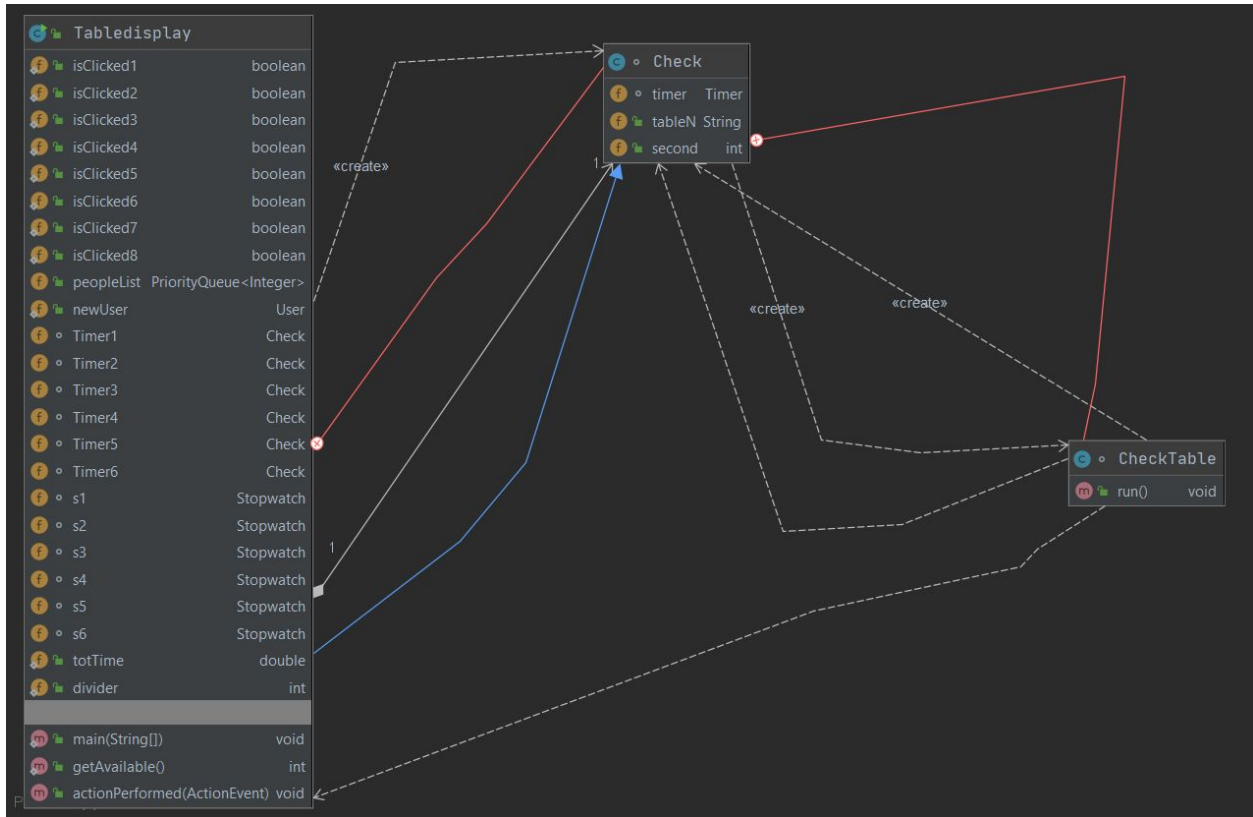 Tabledisplay
isClicked1 boolean
isClicked2 boolean
isClicked3 boolean
isClicked4 boolean
isClicked5 boolean
isClicked6 boolean
isClicked7 boolean
isClicked8 boolean
peopleList PriorityQueue<Integer>
newUser User
Timer1 Check
Timer2 Check
Timer3 Check
Timer4 Check
Timer5 Check
Timer6 Check
s1 Stopwatch
s2 Stopwatch
s3 Stopwatch
s4 Stopwatch
s5 Stopwatch
s6 Stopwatch
totTime double
divider int
main(String[]) void
getAvailable() int
actionPerformed(ActionEvent) void
«create»
1
1
Check
timer Timer
tableN String
second int
«create»
«create»
CheckTable
run() void